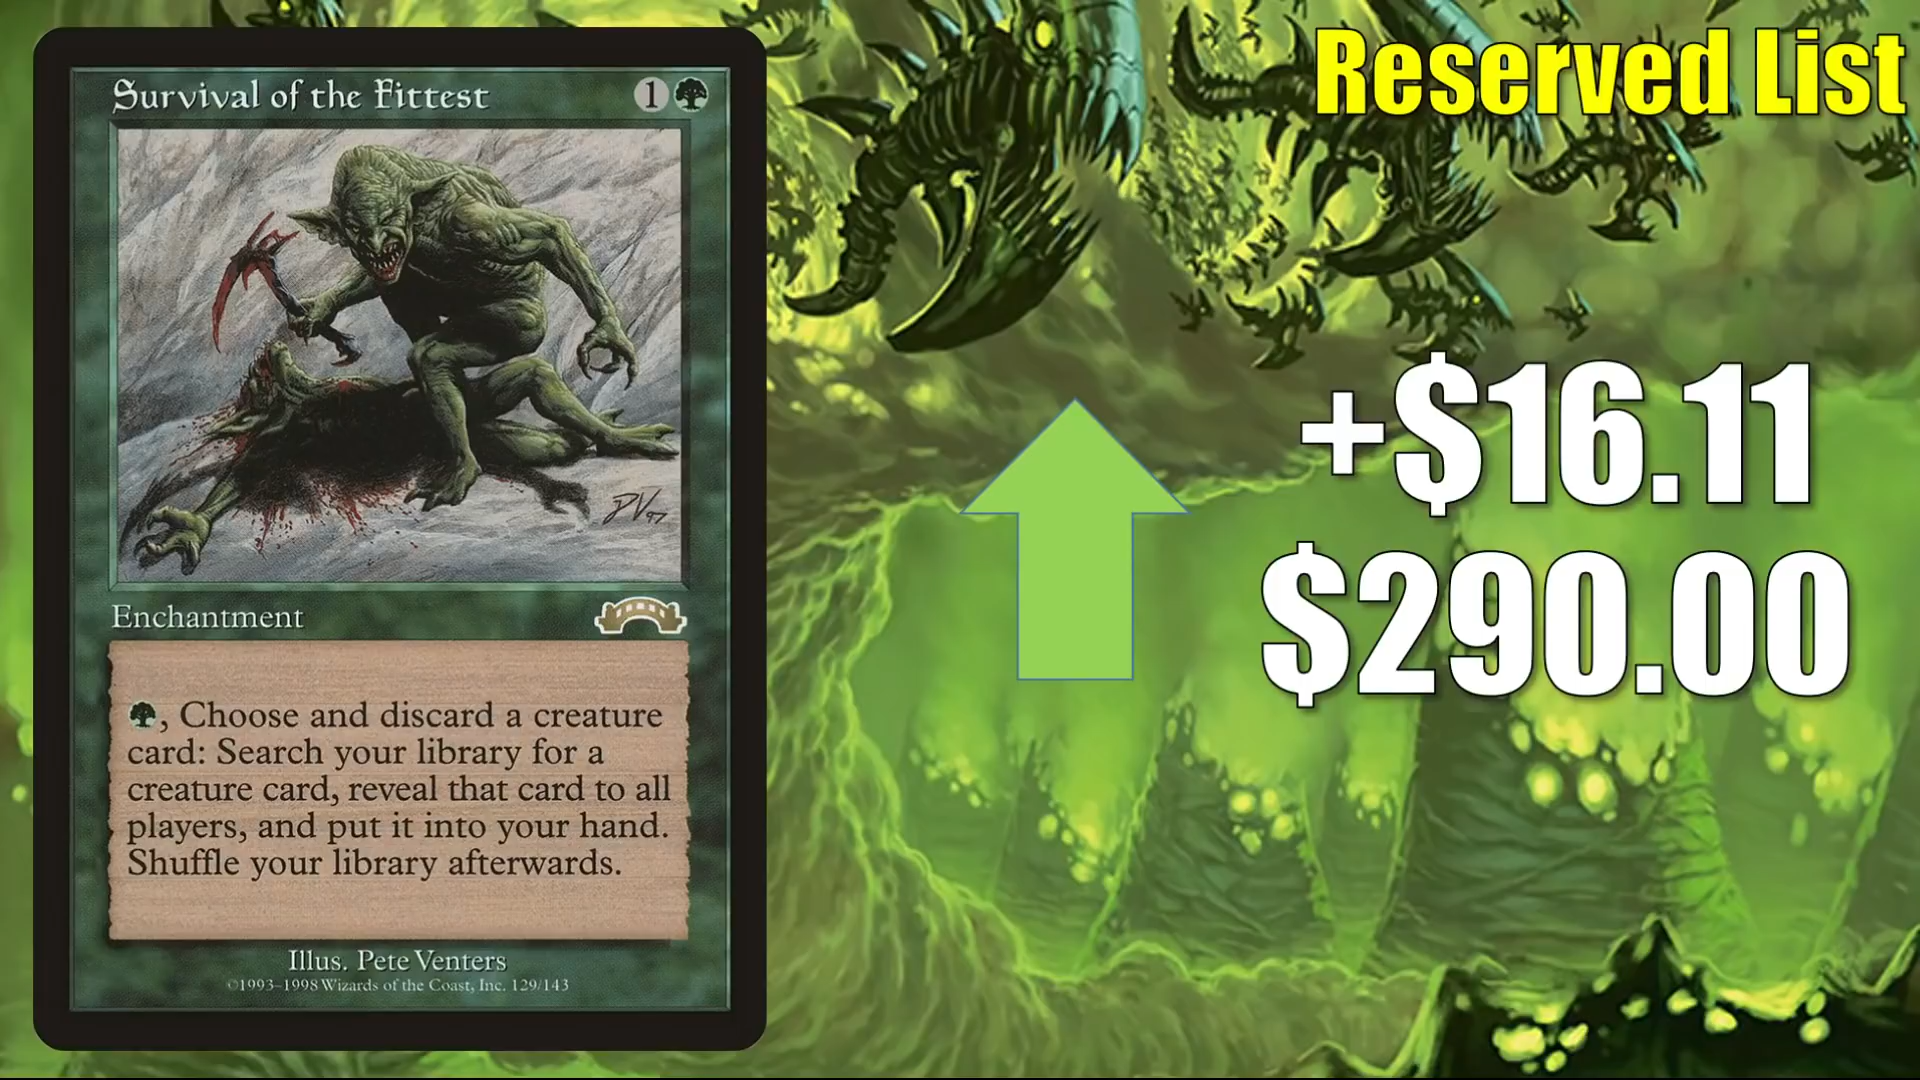 Survival of the Fittest 1
DV97
Enchantment
, Choose and discard a creature
card: Search your library for a
creature card, reveal that card to all
players, and put it into your hand.
Shuffle your library afterwards.
Illus. Pete Venters
©1993–1998 Wizards of the Coast, Inc. 129/143
Reserved List
+$16.11
$290.00